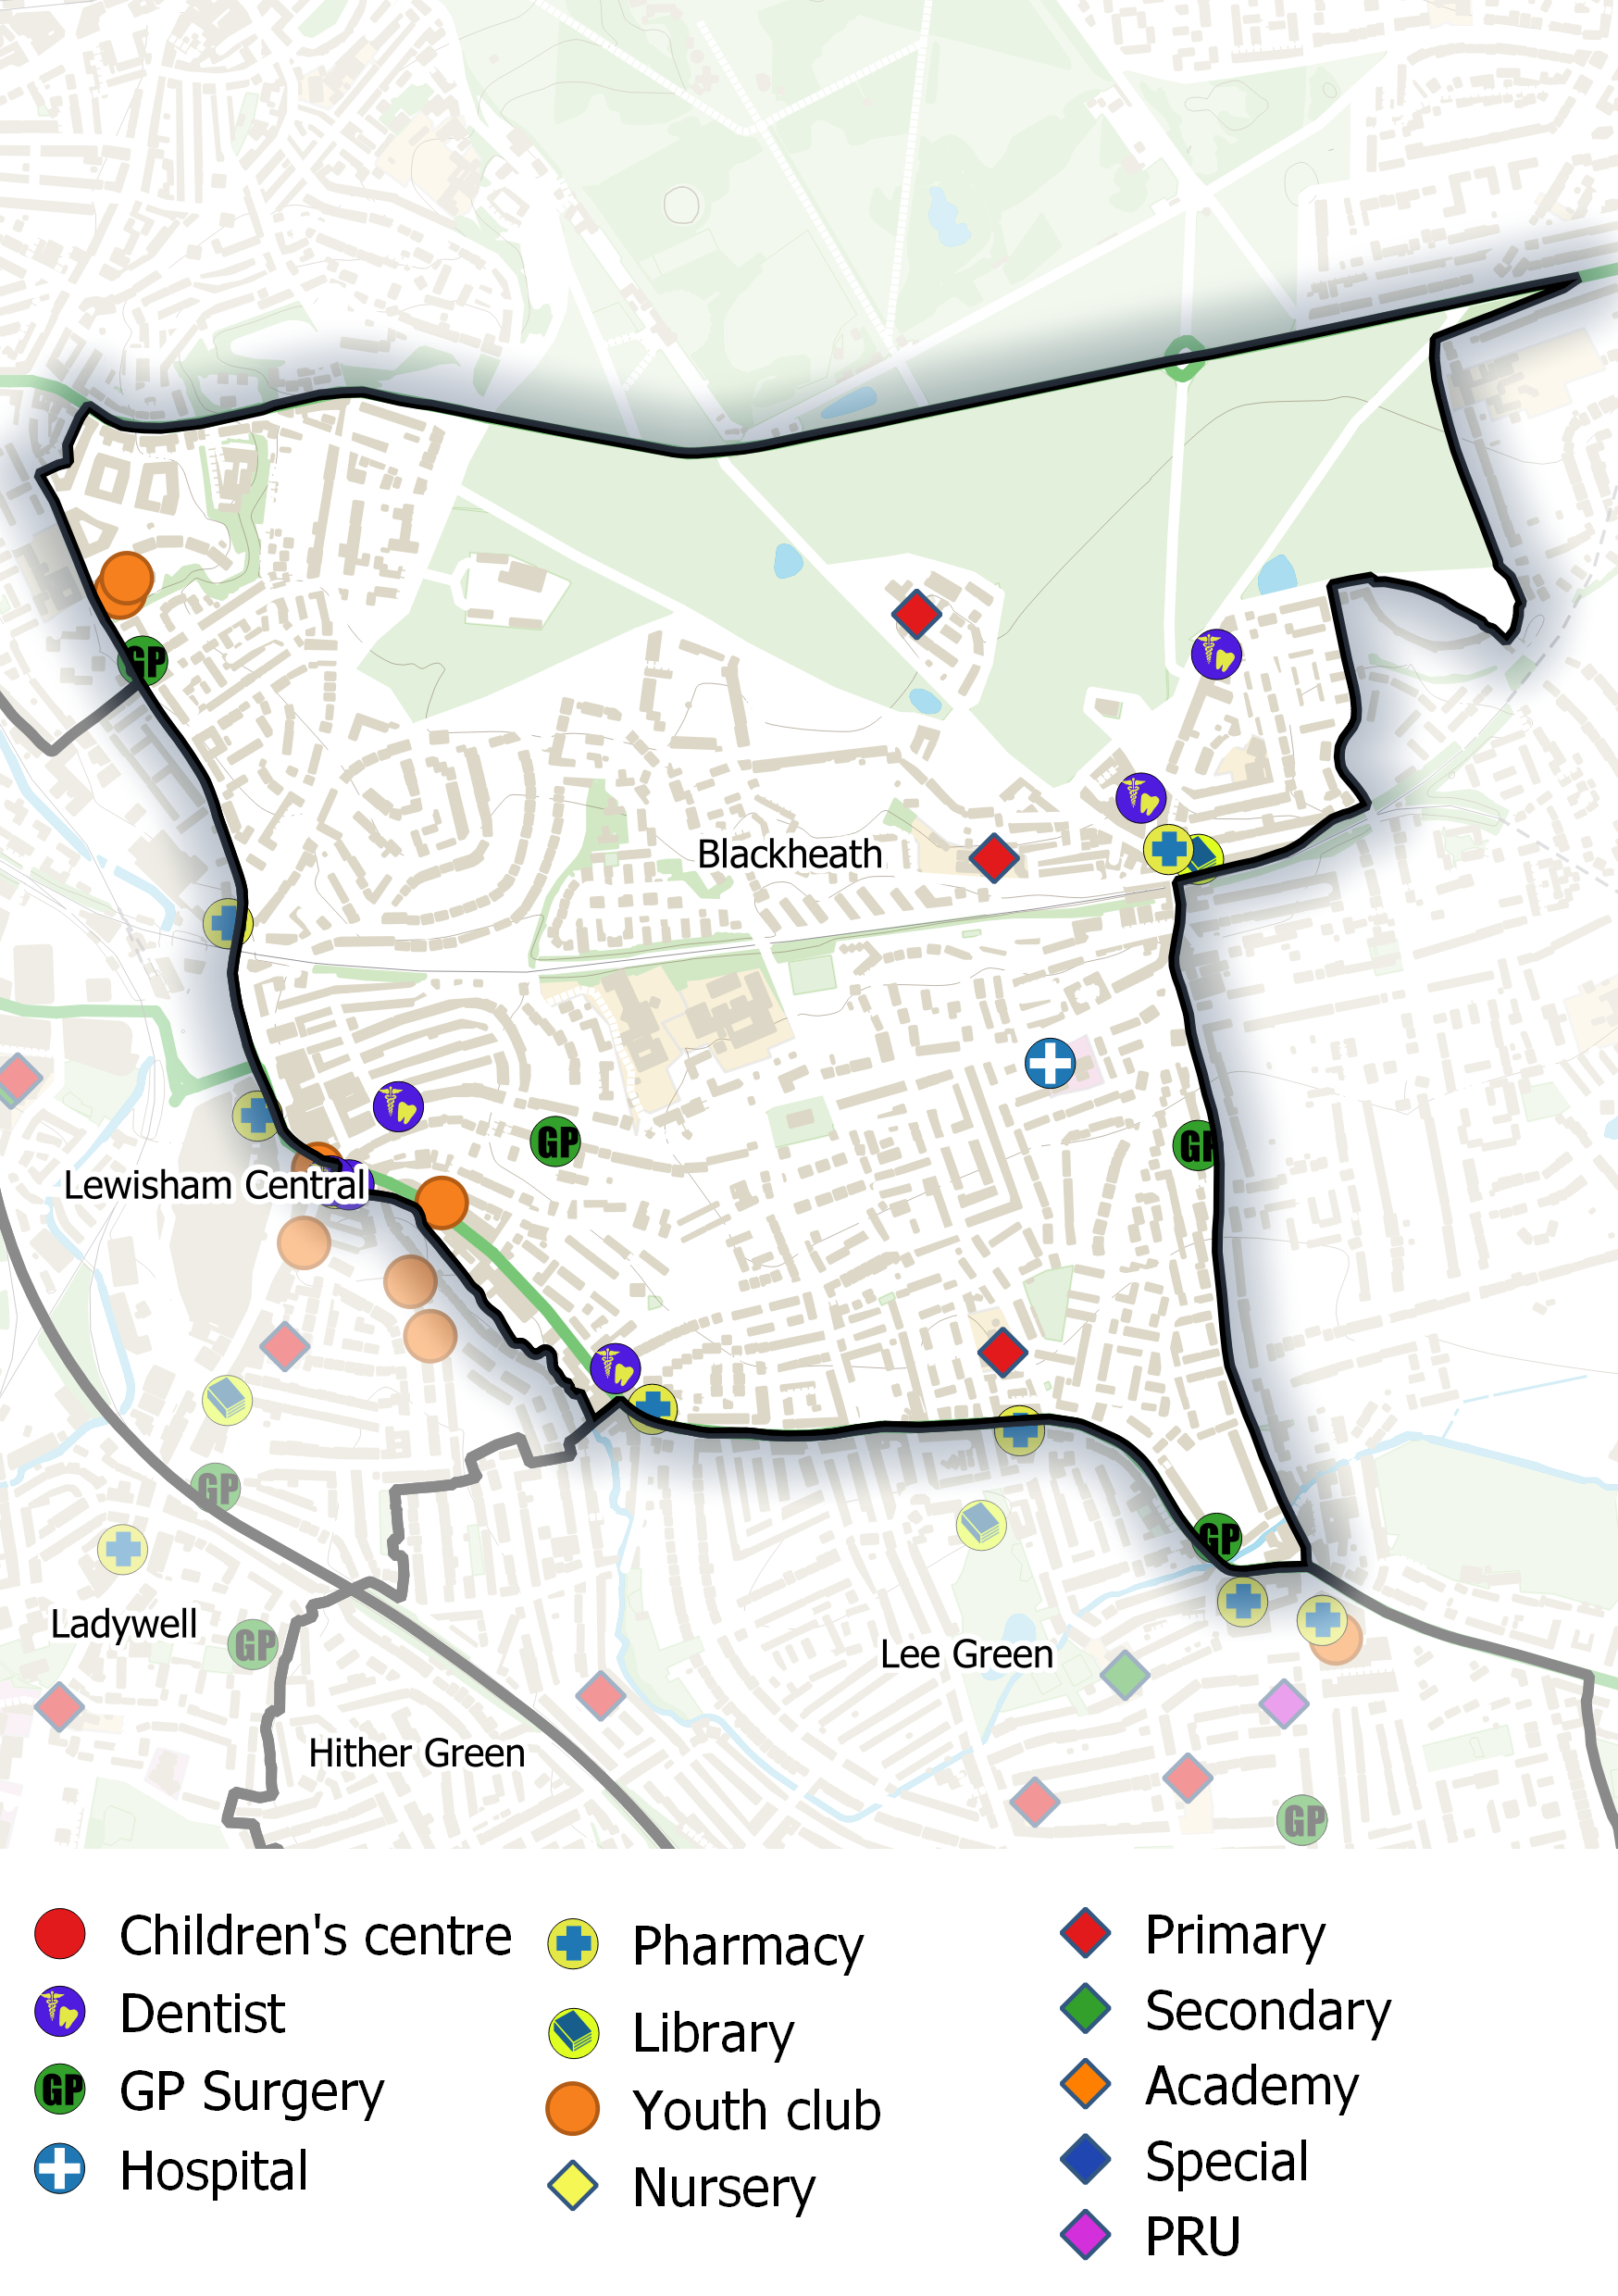 GP
Blackheath
GP
GP
Lewisham Central
GP
GP
Ladywell
GP
Lee Green
Hither Green
GP
Children's centre
Dentist
GP GP Surgery
Hospital
Pharmacy
Library
Youth club
Nursery
Primary
Secondary
Academy
Special
PRU